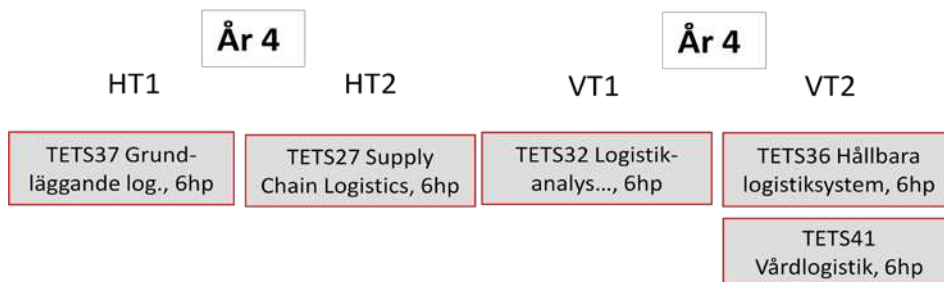 År 4
År 4
HT1
HT2
VT1
VT2
TETS37 Grund-
läggande log., 6hp
TETS27 Supply
Chain Logistics, 6hp
TETS32 Logistik-
analys..., 6hp
TETS36 Hållbara
logistiksystem, 6hp
TETS41
Vårdlogistik, 6hp